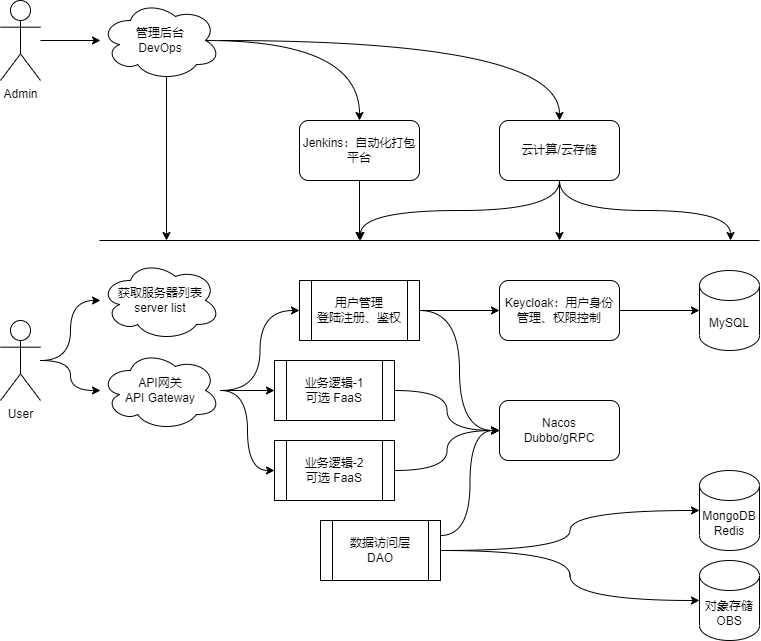 管理后台
DevOps
Admin
Jenkins：自动化打包
平台
云计算/云存储
获取服务器列表
server list
用户管理
登陆注册、鉴权
Keycloak：用户身份
管理、权限控制
MySQL
User
API网关
API Gateway
业务逻辑-1
可选 FaaS
Nacos
Dubbo/gRPC
业务逻辑-2
可选 FaaS
MongoDB
Redis
数据访问层
DAO
对象存储
OBS